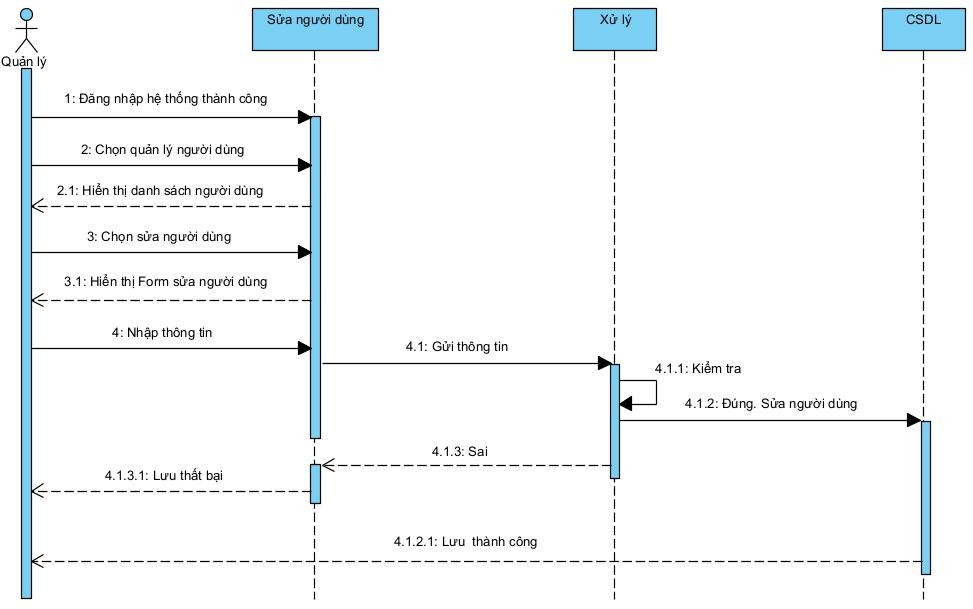 Sửa người dùng
Xử lý
CSDL
Quản lý
1: Đăng nhập hệ thống thành công
2: Chọn quản lý người dùng
2.1: Hiển thị danh sách người dùng
3: Chọn sửa người dùng
3.1: Hiển thị Form sửa người dùng
4: Nhập thông tin
4.1: Gửi thông tin
4.1.1: Kiểm tra
4.1.2: Đúng. Sửa người dùng
4.1.3: Sai
4.1.3.1: Lưu thất bại
4.1.2.1: Lưu thành công